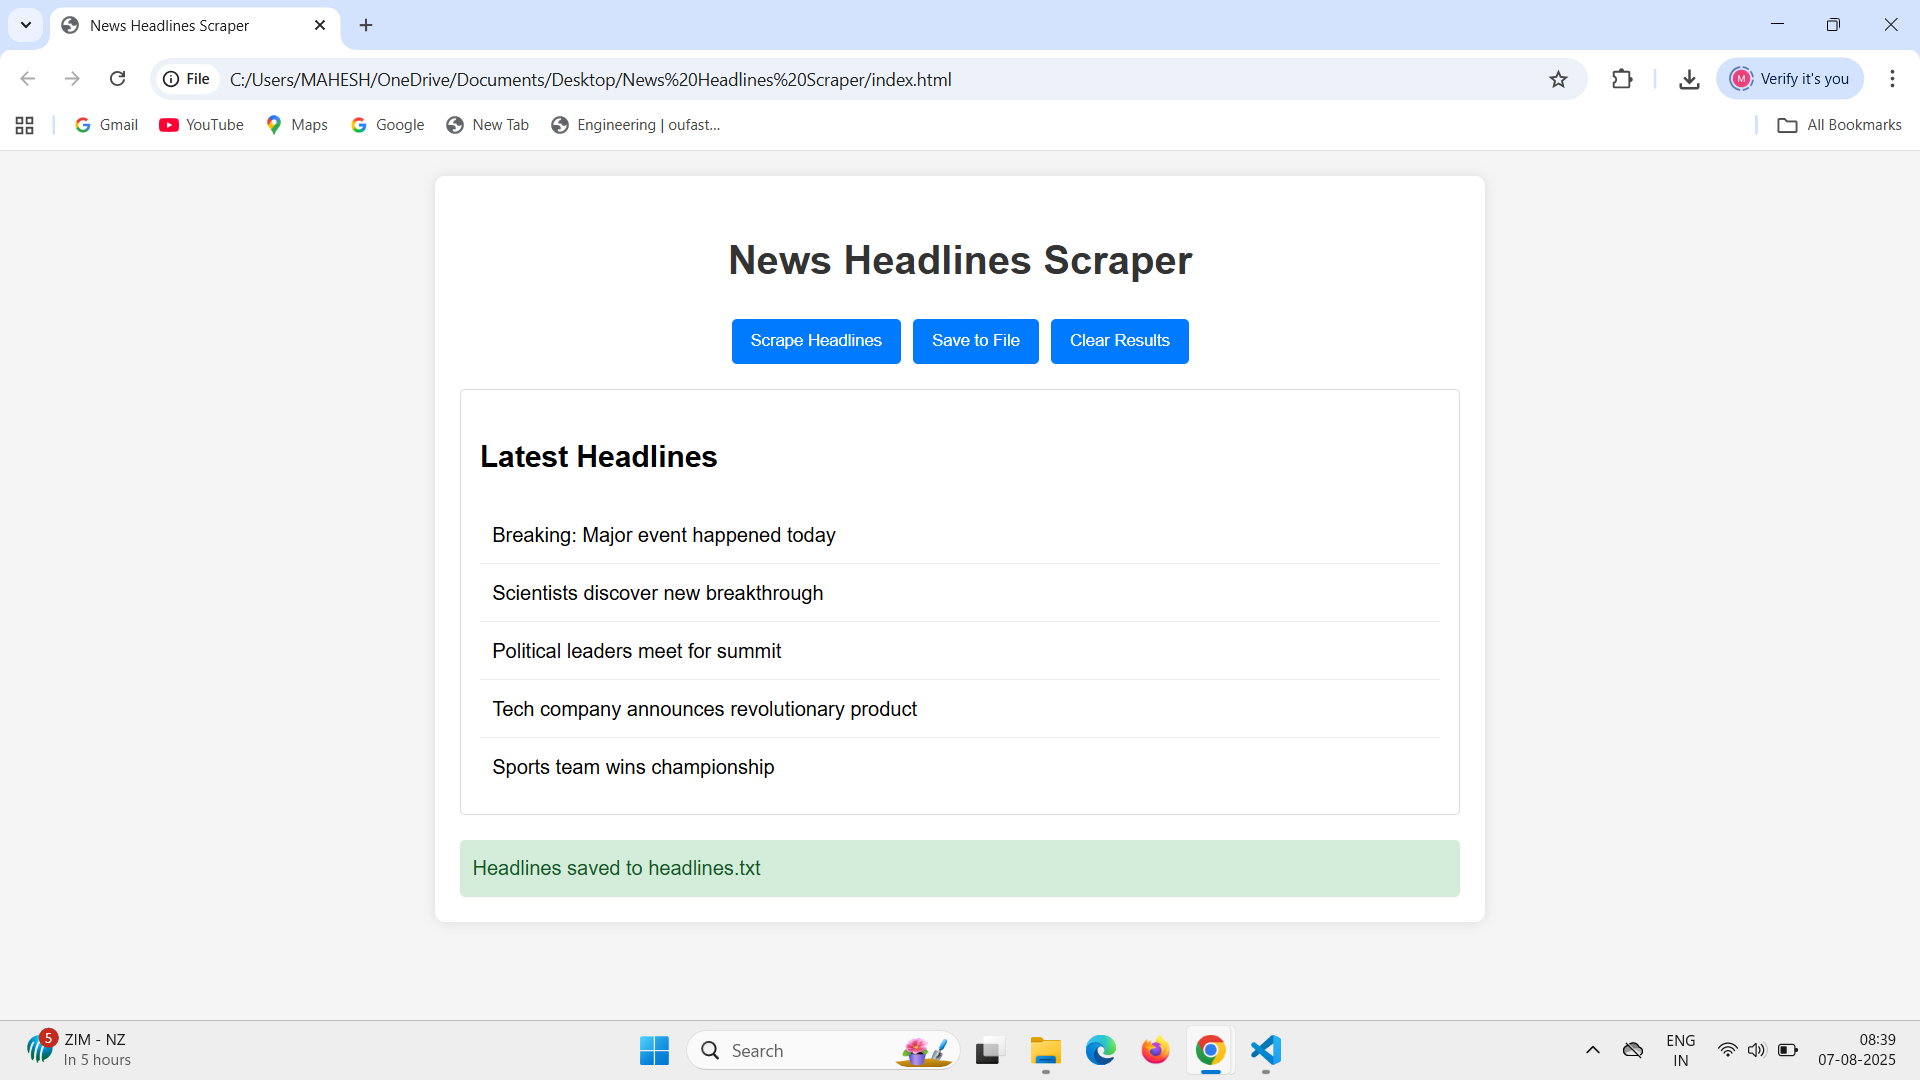 News Headlines Scraper
File C:/Users/MAHESH/OneDrive/Documents/Desktop/News%20Headlines%20Scraper/index.html
M Verify it's you
Gmail YouTube Maps Google New Tab Engineering | oufast... All Bookmarks
News Headlines Scraper
Scrape Headlines Save to File Clear Results
Latest Headlines
Breaking: Major event happened today
Scientists discover new breakthrough
Political leaders meet for summit
Tech company announces revolutionary product
Sports team wins championship
Headlines saved to headlines.txt
5 ZIM - NZ
In 5 hours
Search
ENG
IN
08:39
07-08-2025